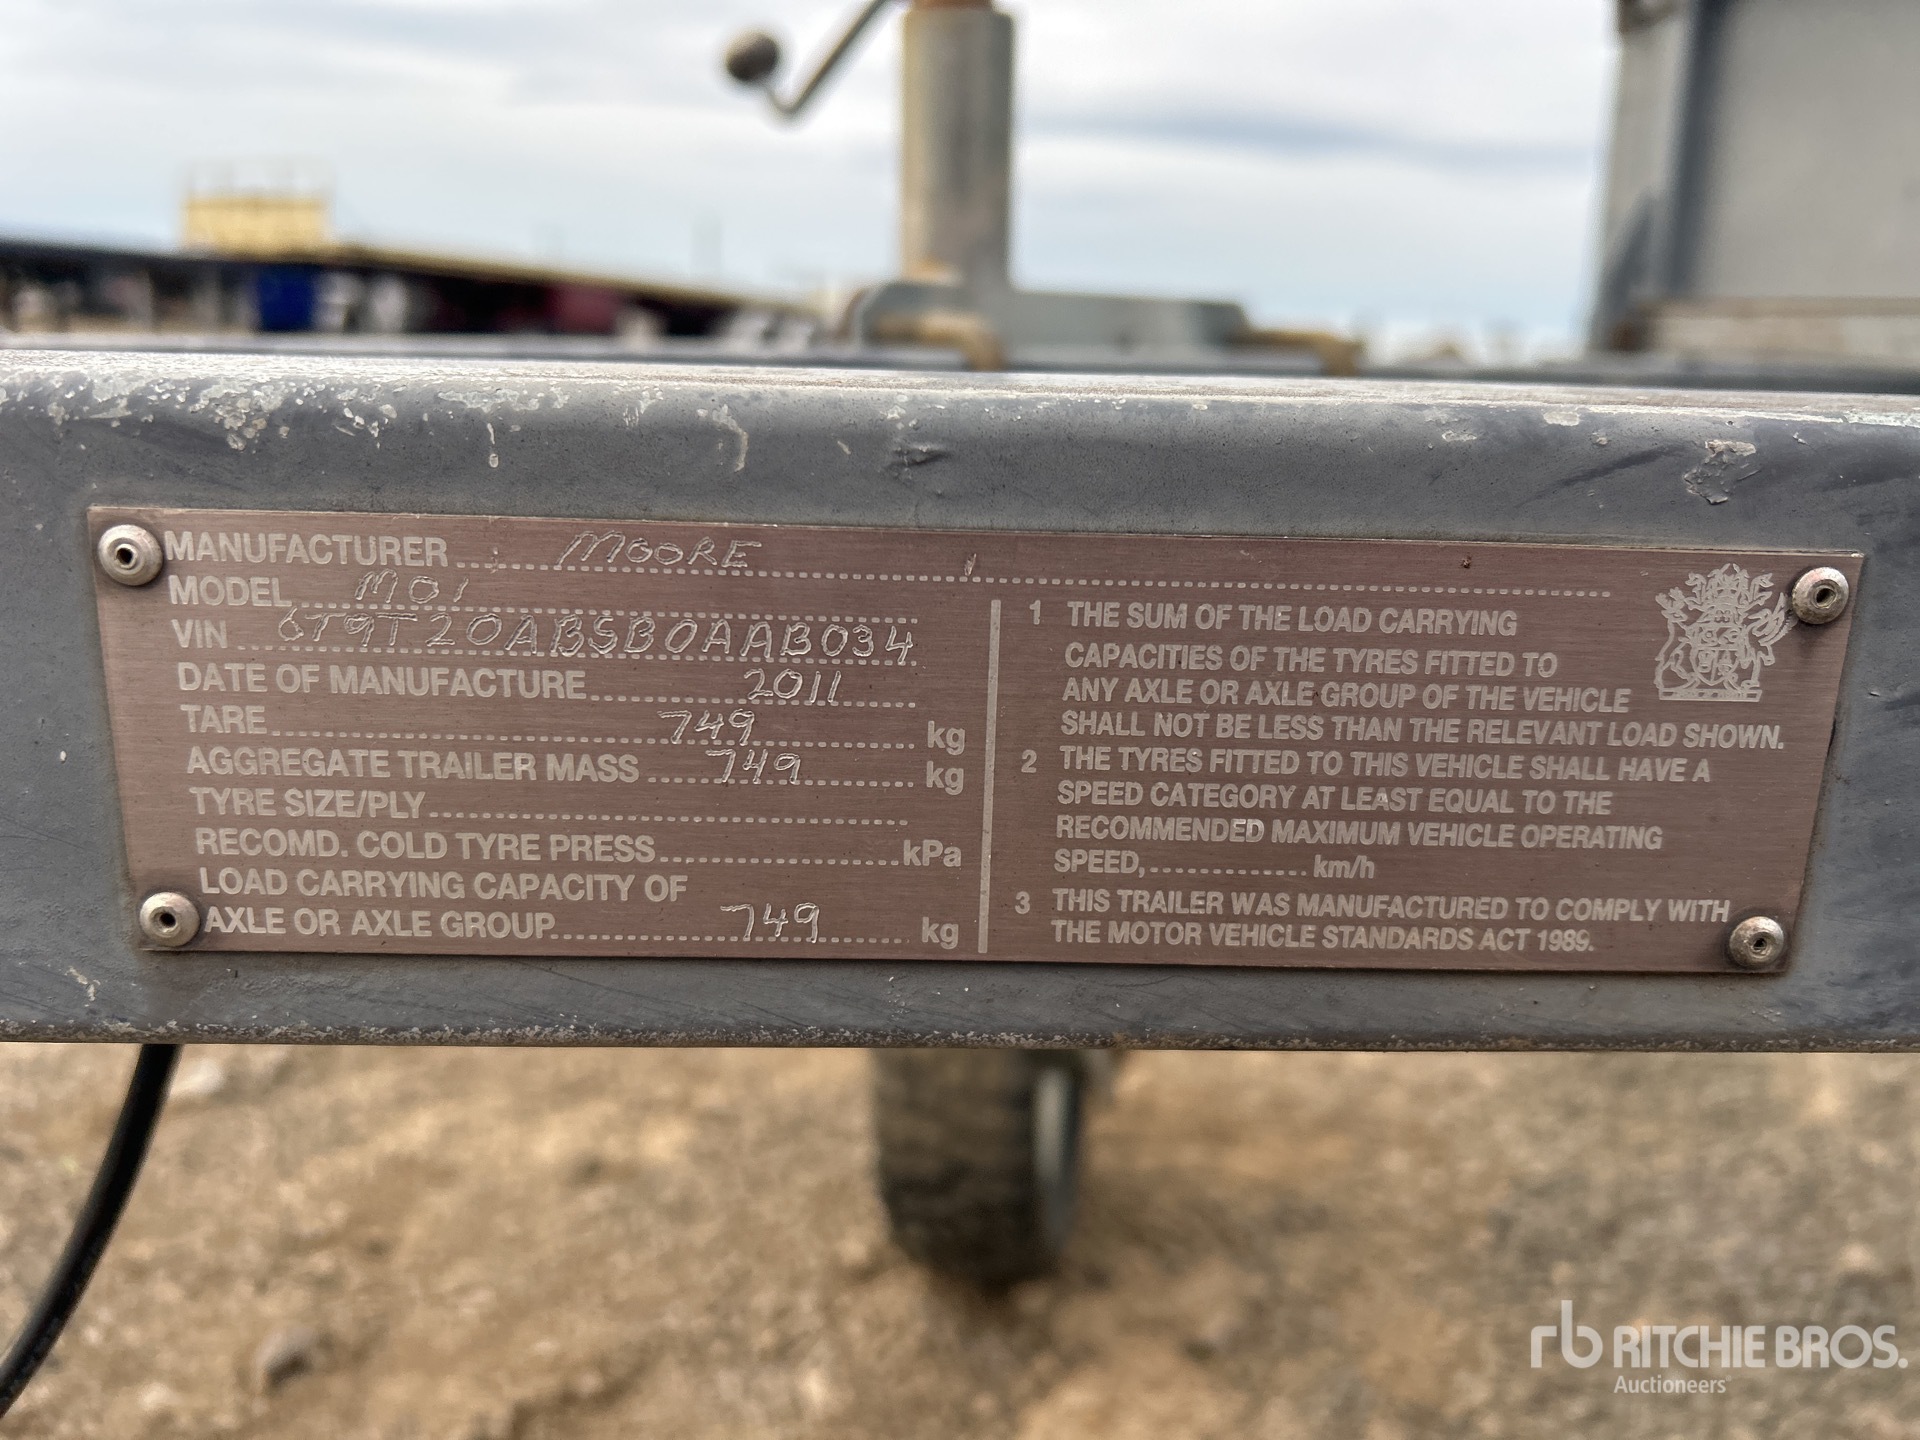 MANUFACTURER MOORE
MODEL MO1
VIN 6T9T20ABSB0AAB034
DATE OF MANUFACTURE 2011
TARE 749 kg
AGGREGATE TRAILER MASS 749 kg
TYRE SIZE/PLY
RECOMD. COLD TYRE PRESS. kPa
LOAD CARRYING CAPACITY OF
AXLE OR AXLE GROUP 749 kg
1 THE SUM OF THE LOAD CARRYING
CAPACITIES OF THE TYRES FITTED TO
ANY AXLE OR AXLE GROUP OF THE VEHICLE
SHALL NOT BE LESS THAN THE RELEVANT LOAD SHOWN.
2 THE TYRES FITTED TO THIS VEHICLE SHALL HAVE A
SPEED CATEGORY AT LEAST EQUAL TO THE
RECOMMENDED MAXIMUM VEHICLE OPERATING
SPEED, km/h
3 THIS TRAILER WAS MANUFACTURED TO COMPLY WITH
THE MOTOR VEHICLE STANDARDS ACT 1989.
rb RITCHIE BROS.
Auctioneers